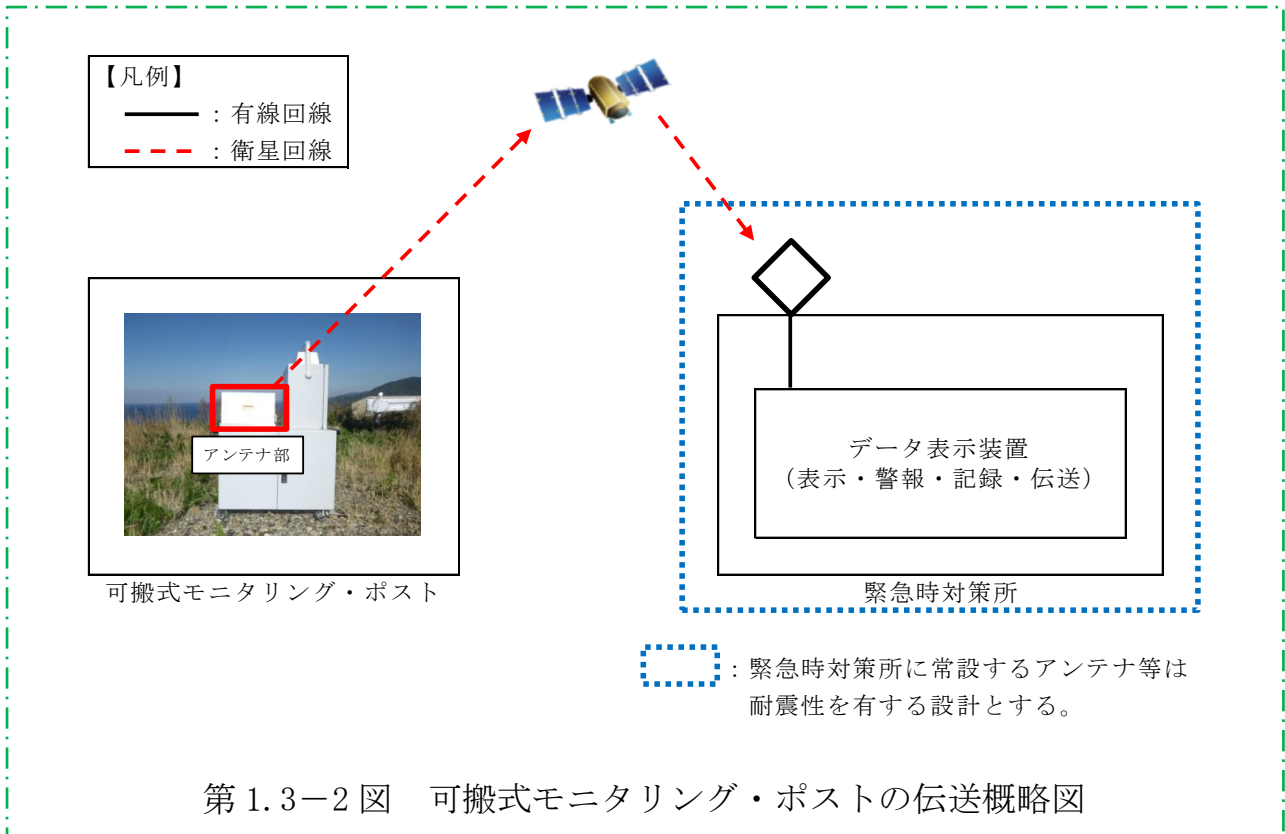 【凡例】
：有線回線
：衛星回線
アンテナ部
可搬式モニタリング・ポスト
データ表示装置
（表示・警報・記録・伝送）
緊急時対策所
：緊急時対策所に常設するアンテナ等は
耐震性を有する設計とする。
第1.3－2図　可搬式モニタリング・ポストの伝送概略図